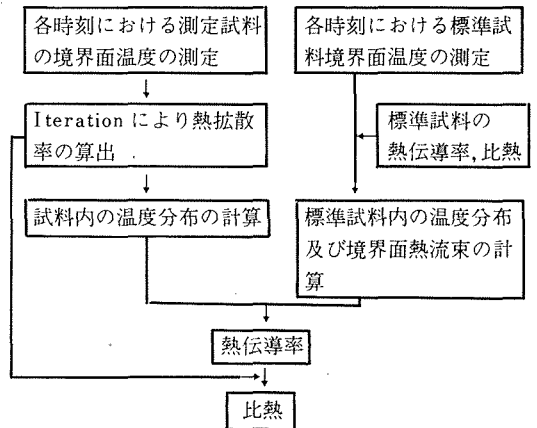 各時刻における測定試料
の境界面温度の測定
各時刻における標準試
料境界面温度の測定
Iteration により熱拡散
率の算出
標準試料の
熱伝導率,比熱
試料内の温度分布の計算
標準試料内の温度分布
及び境界面熱流束の計
算
熱伝導率
比熱